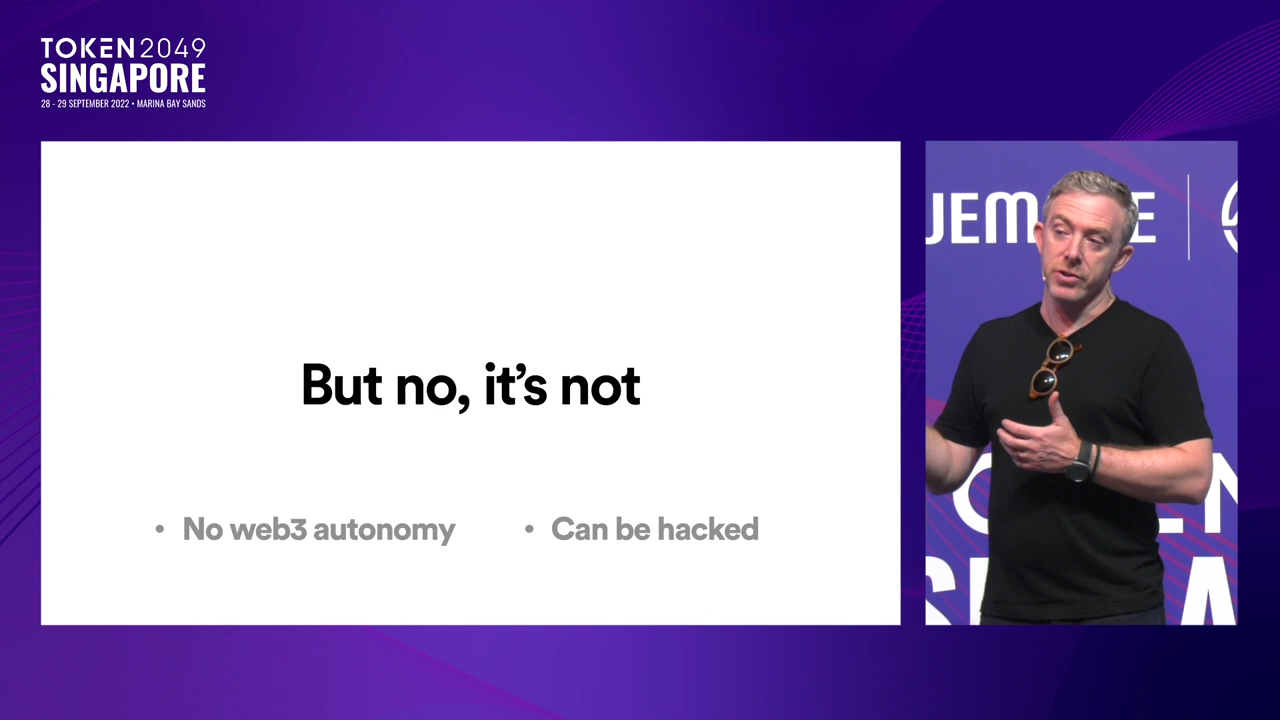 TOKEN2049
SINGAPORE
28 - 29 SEPTEMBER 2022 • MARINA BAY SANDS
But no, it's not
• No web3 autonomy
• Can be hacked